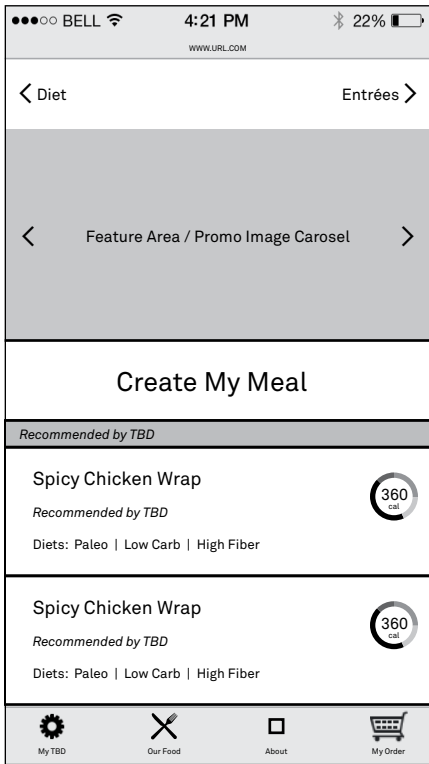 BELL 4:21 PM 22%
WWW.URL.COM
Diet Entrées
Feature Area / Promo Image Carosel
Create My Meal
Recommended by TBD
Spicy Chicken Wrap
360
cal
Recommended by TBD
Diets: Paleo | Low Carb | High Fiber
Spicy Chicken Wrap
360
cal
Recommended by TBD
Diets: Paleo | Low Carb | High Fiber
My TBD Our Food About My Order